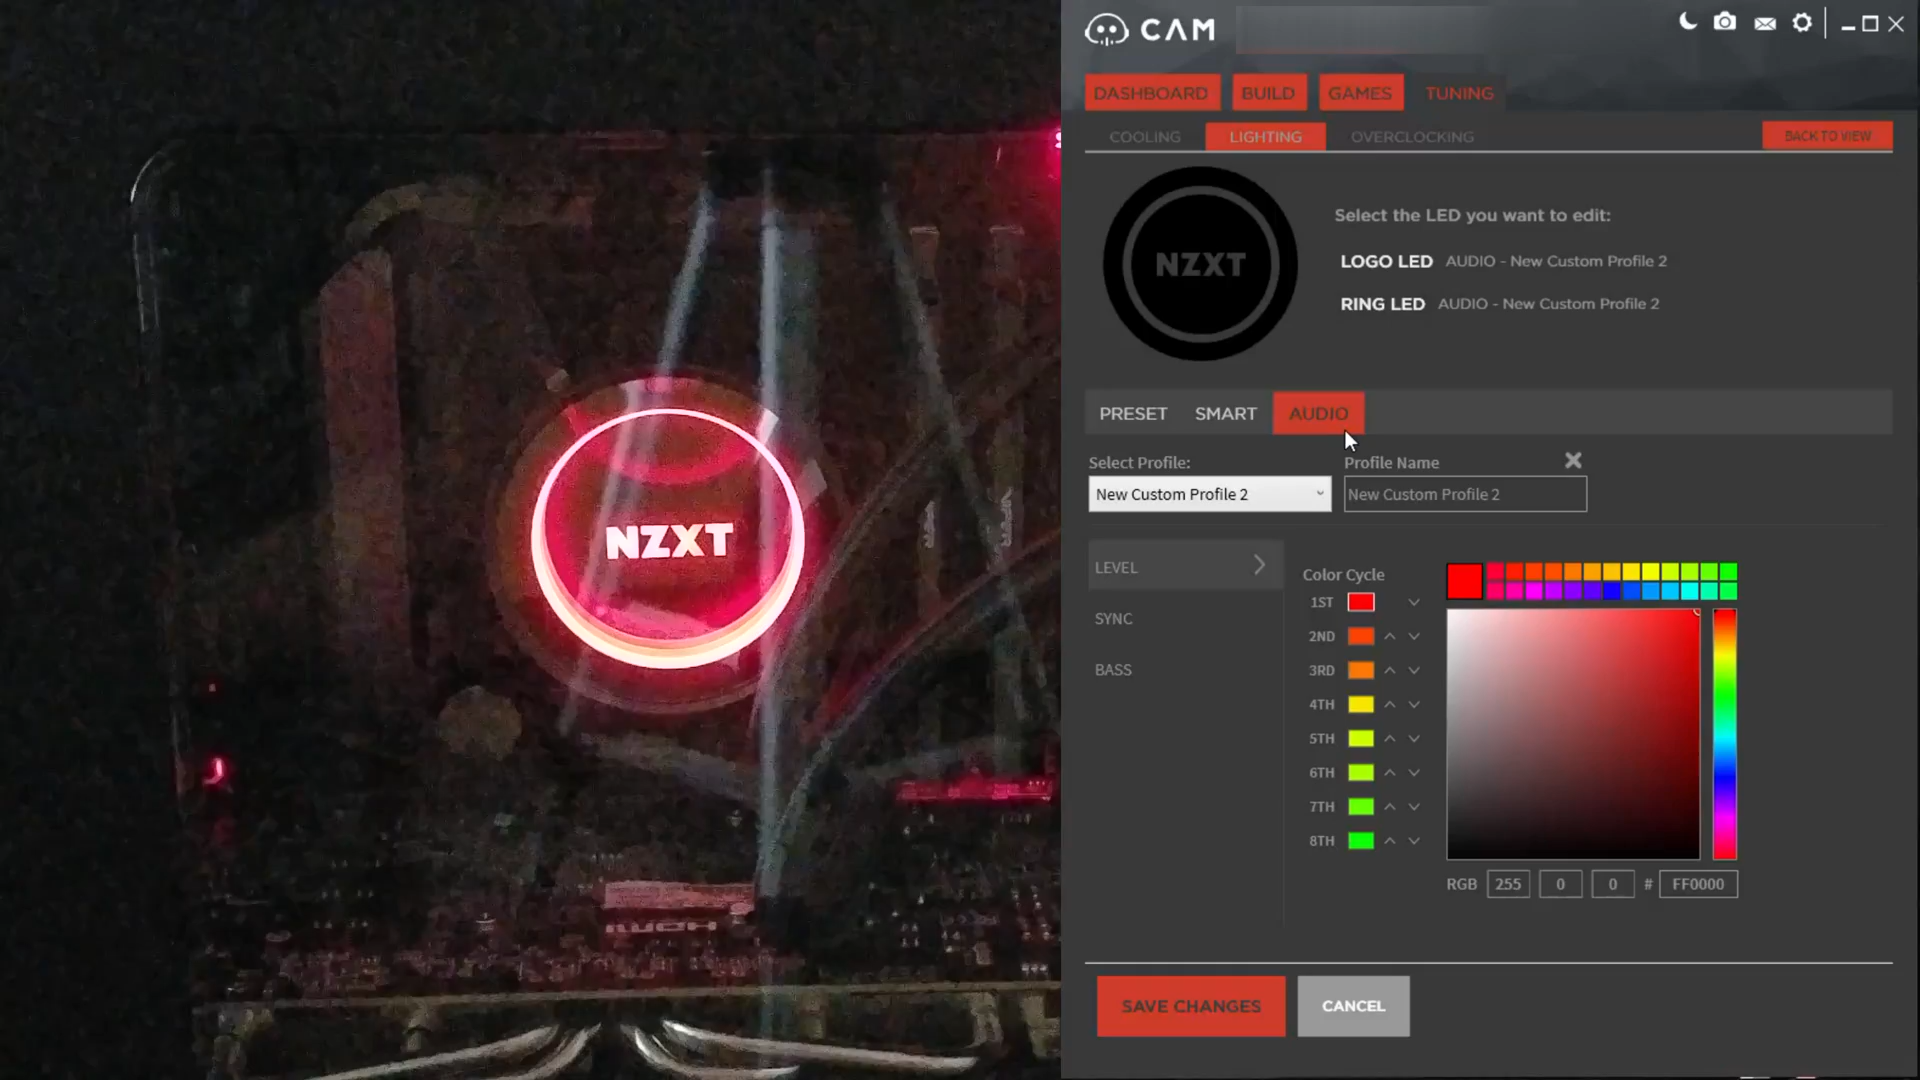 NZXT
CAM
DASHBOARD BUILD GAMES TUNING
COOLING LIGHTING OVERCLOCKING BACK TO VIEW
NZXT
Select the LED you want to edit:
LOGO LED AUDIO - New Custom Profile 2
RING LED AUDIO - New Custom Profile 2
PRESET SMART AUDIO
Select Profile: Profile Name
New Custom Profile 2 New Custom Profile 2
LEVEL
SYNC
BASS
Color Cycle
1ST
2ND
3RD
4TH
5TH
6TH
7TH
8TH
RGB 255 0 0 # FF0000
SAVE CHANGES CANCEL